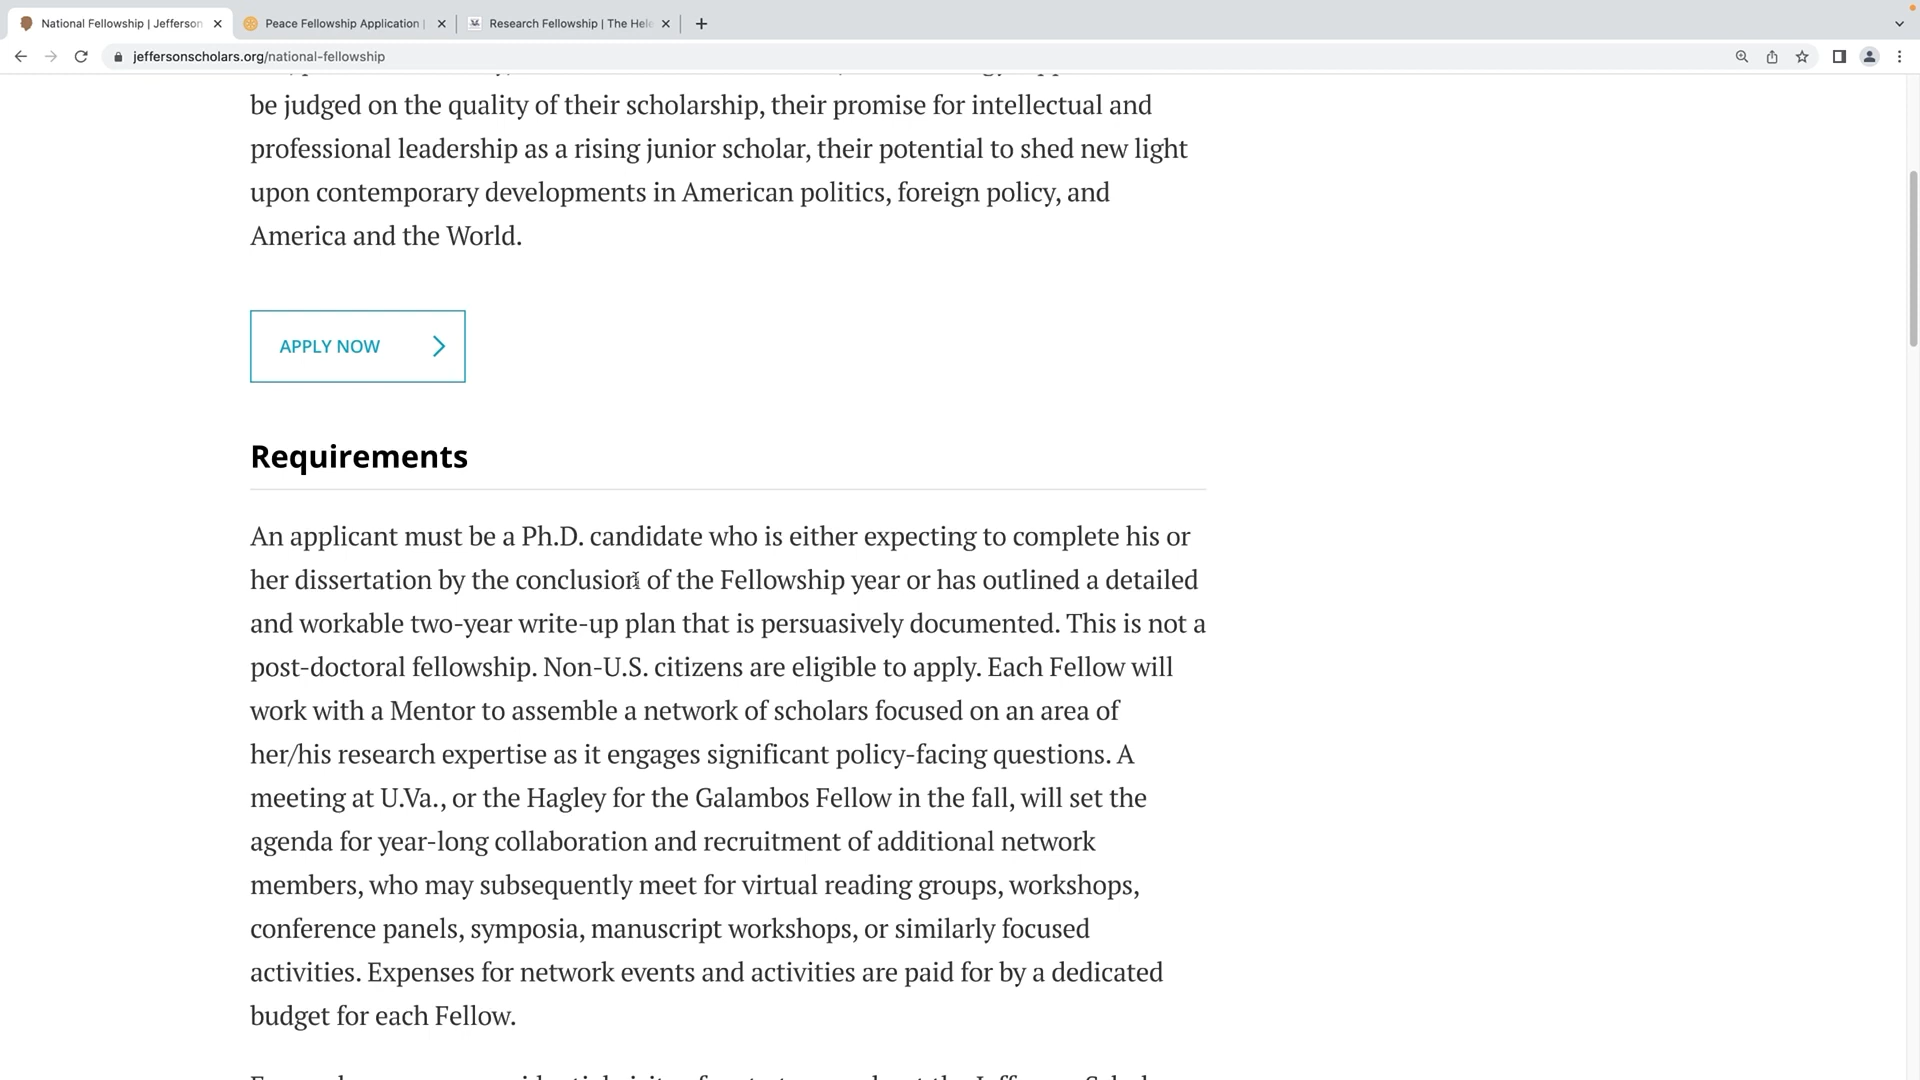 National Fellowship | Jefferson
Peace Fellowship Application |
Research Fellowship | The Hele
jeffersonscholars.org/national-fellowship
be judged on the quality of their scholarship, their promise for intellectual and
professional leadership as a rising junior scholar, their potential to shed new light
upon contemporary developments in American politics, foreign policy, and
America and the World.
APPLY NOW
Requirements
An applicant must be a Ph.D. candidate who is either expecting to complete his or
her dissertation by the conclusion of the Fellowship year or has outlined a detailed
and workable two-year write-up plan that is persuasively documented. This is not a
post-doctoral fellowship. Non-U.S. citizens are eligible to apply. Each Fellow will
work with a Mentor to assemble a network of scholars focused on an area of
her/his research expertise as it engages significant policy-facing questions. A
meeting at U.Va., or the Hagley for the Galambos Fellow in the fall, will set the
agenda for year-long collaboration and recruitment of additional network
members, who may subsequently meet for virtual reading groups, workshops,
conference panels, symposia, manuscript workshops, or similarly focused
activities. Expenses for network events and activities are paid for by a dedicated
budget for each Fellow.